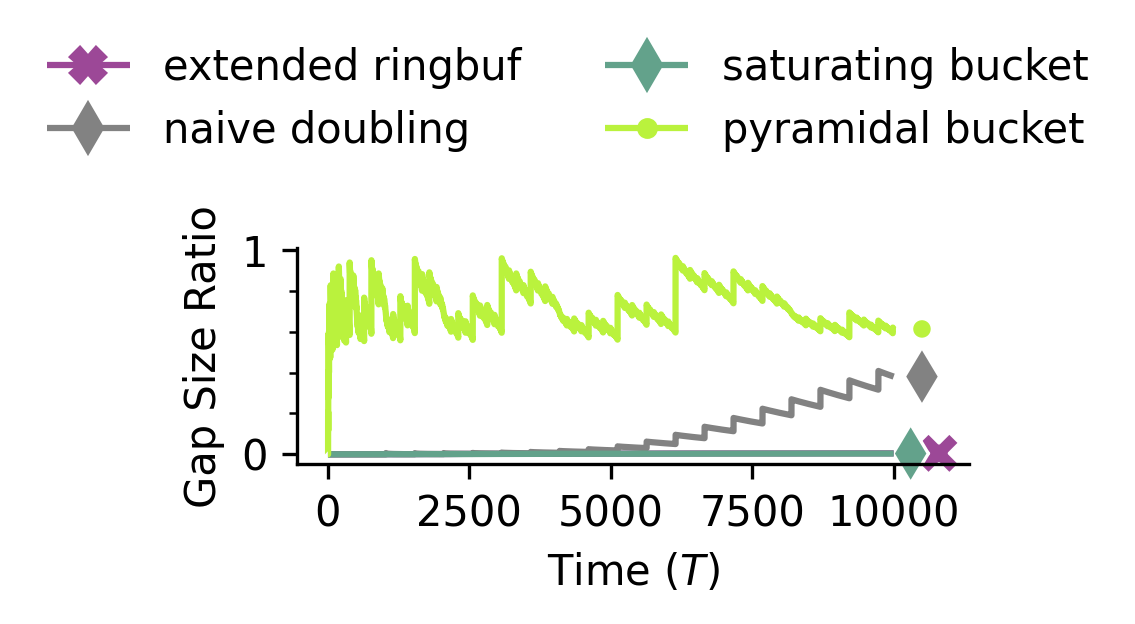 extended ringbuf
naive doubling
saturating bucket
pyramidal bucket
Gap Size Ratio
1
0
0 2500 5000 7500 10000
Time (T)